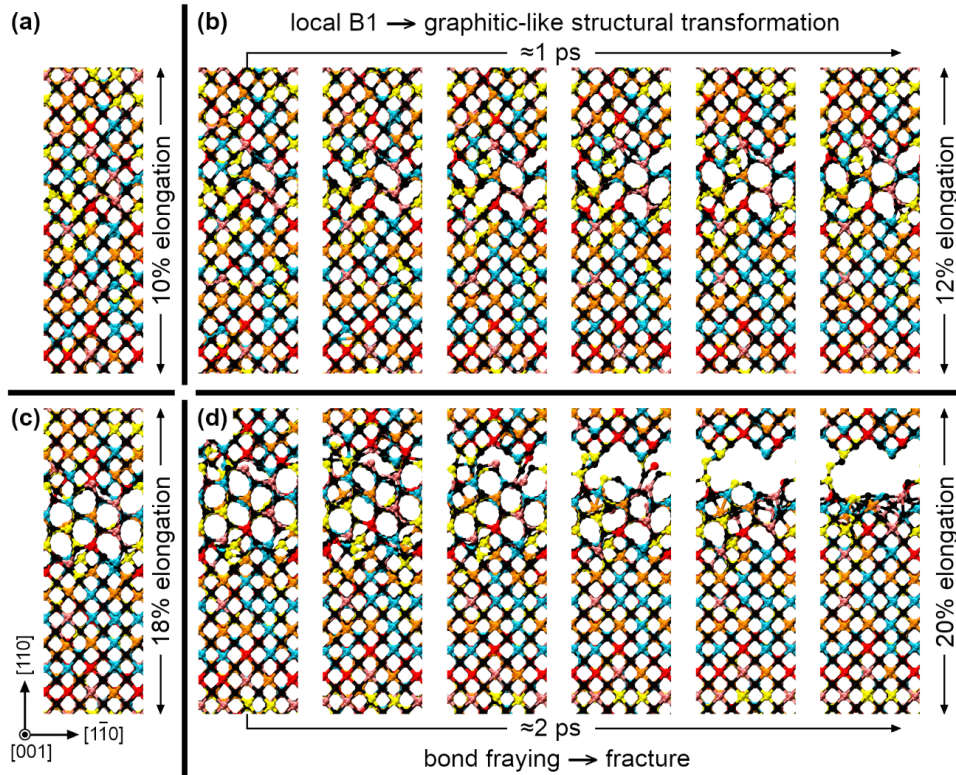 (a)
(b)
local B1 → graphitic-like structural transformation
≈1 ps
10% elongation
12% elongation
(c)
(d)
18% elongation
20% elongation
[110]
[001]
[11̅0]
≈2 ps
bond fraying → fracture